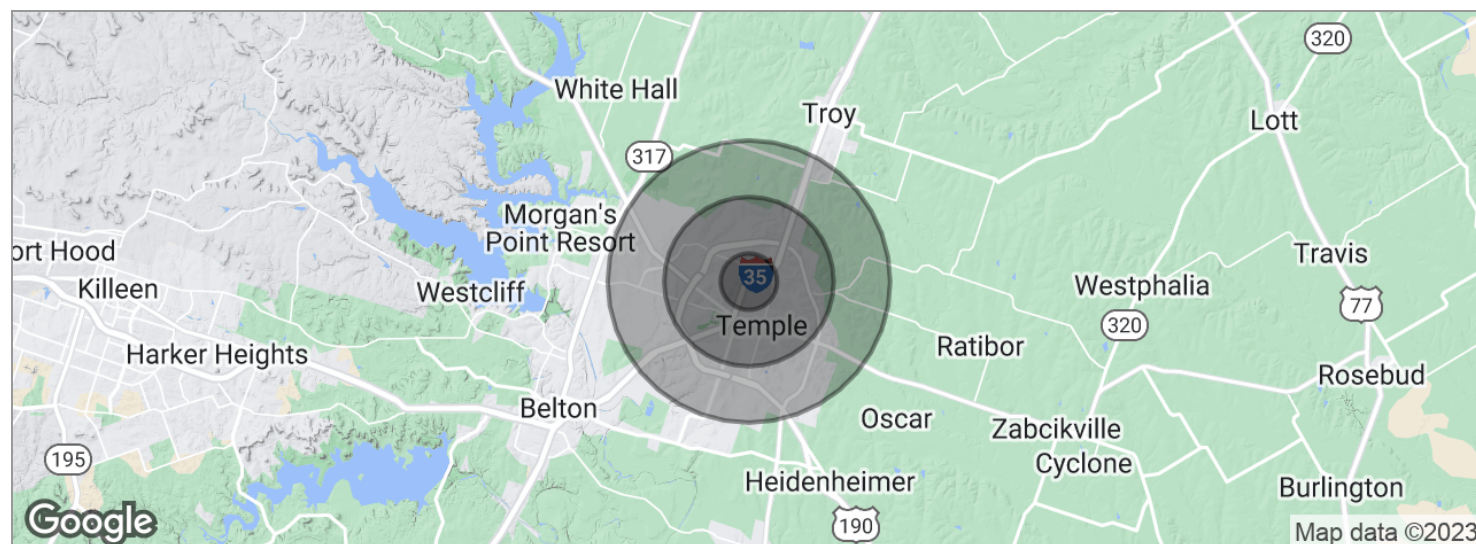 320
White Hall
Troy
Lott
317
Morgan's
Point Resort
ort Hood
Travis
35
Killeen
Westcliff
Westphalia
77
Temple
320
Ratibor
Harker Heights
Rosebud
Belton
Oscar
Zabcikville
195
Cyclone
Heidenheimer
Burlington
190
Google
Map data ©2023